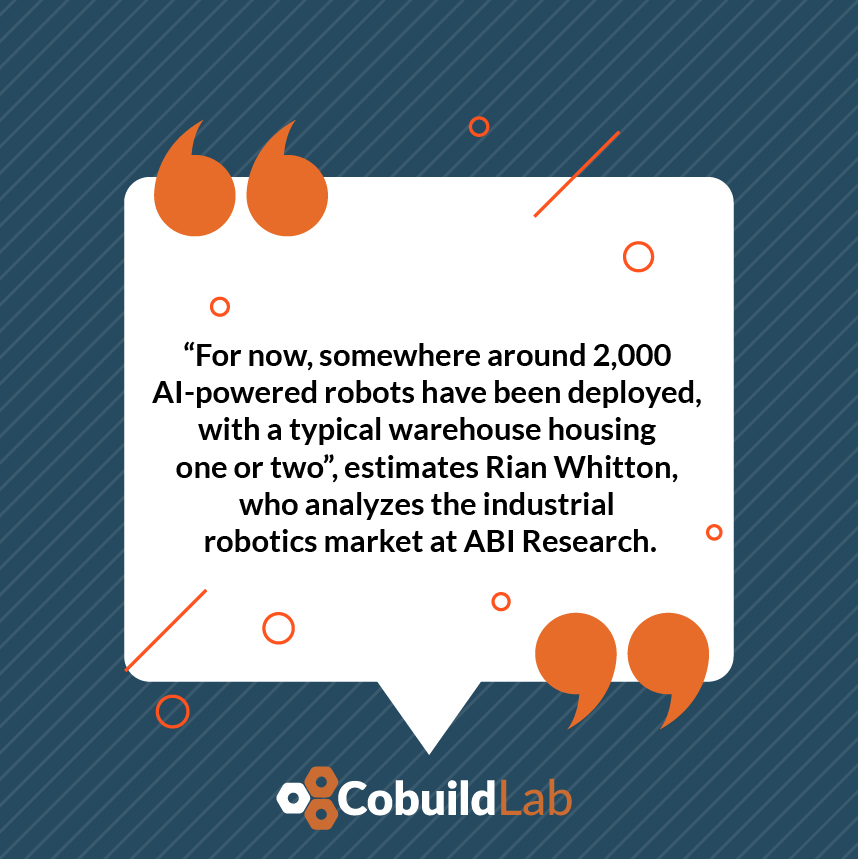 “For now, somewhere around 2,000
AI-powered robots have been deployed,
with a typical warehouse housing
one or two”, estimates Rian Whitton,
who analyzes the industrial
robotics market at ABI Research.
CobuildLab